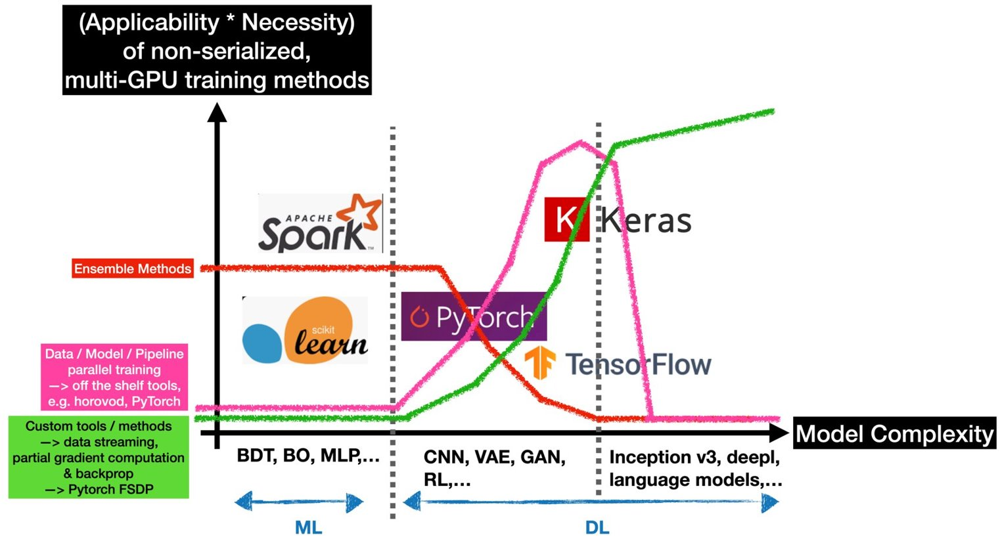 (Applicability * Necessity)
of non-serialized,
multi-GPU training methods
APACHE
Spark™
K Keras
Ensemble Methods
scikit
learn
PyTorch
Data / Model / Pipeline
parallel training
—> off the shelf tools,
e.g. horovod, PyTorch
TensorFlow
Custom tools / methods
—> data streaming,
partial gradient computation
& backprop
—> Pytorch FSDP
Model Complexity
BDT, BO, MLP,...
CNN, VAE, GAN,
RL,...
Inception v3, deepl,
language models,...
ML
DL